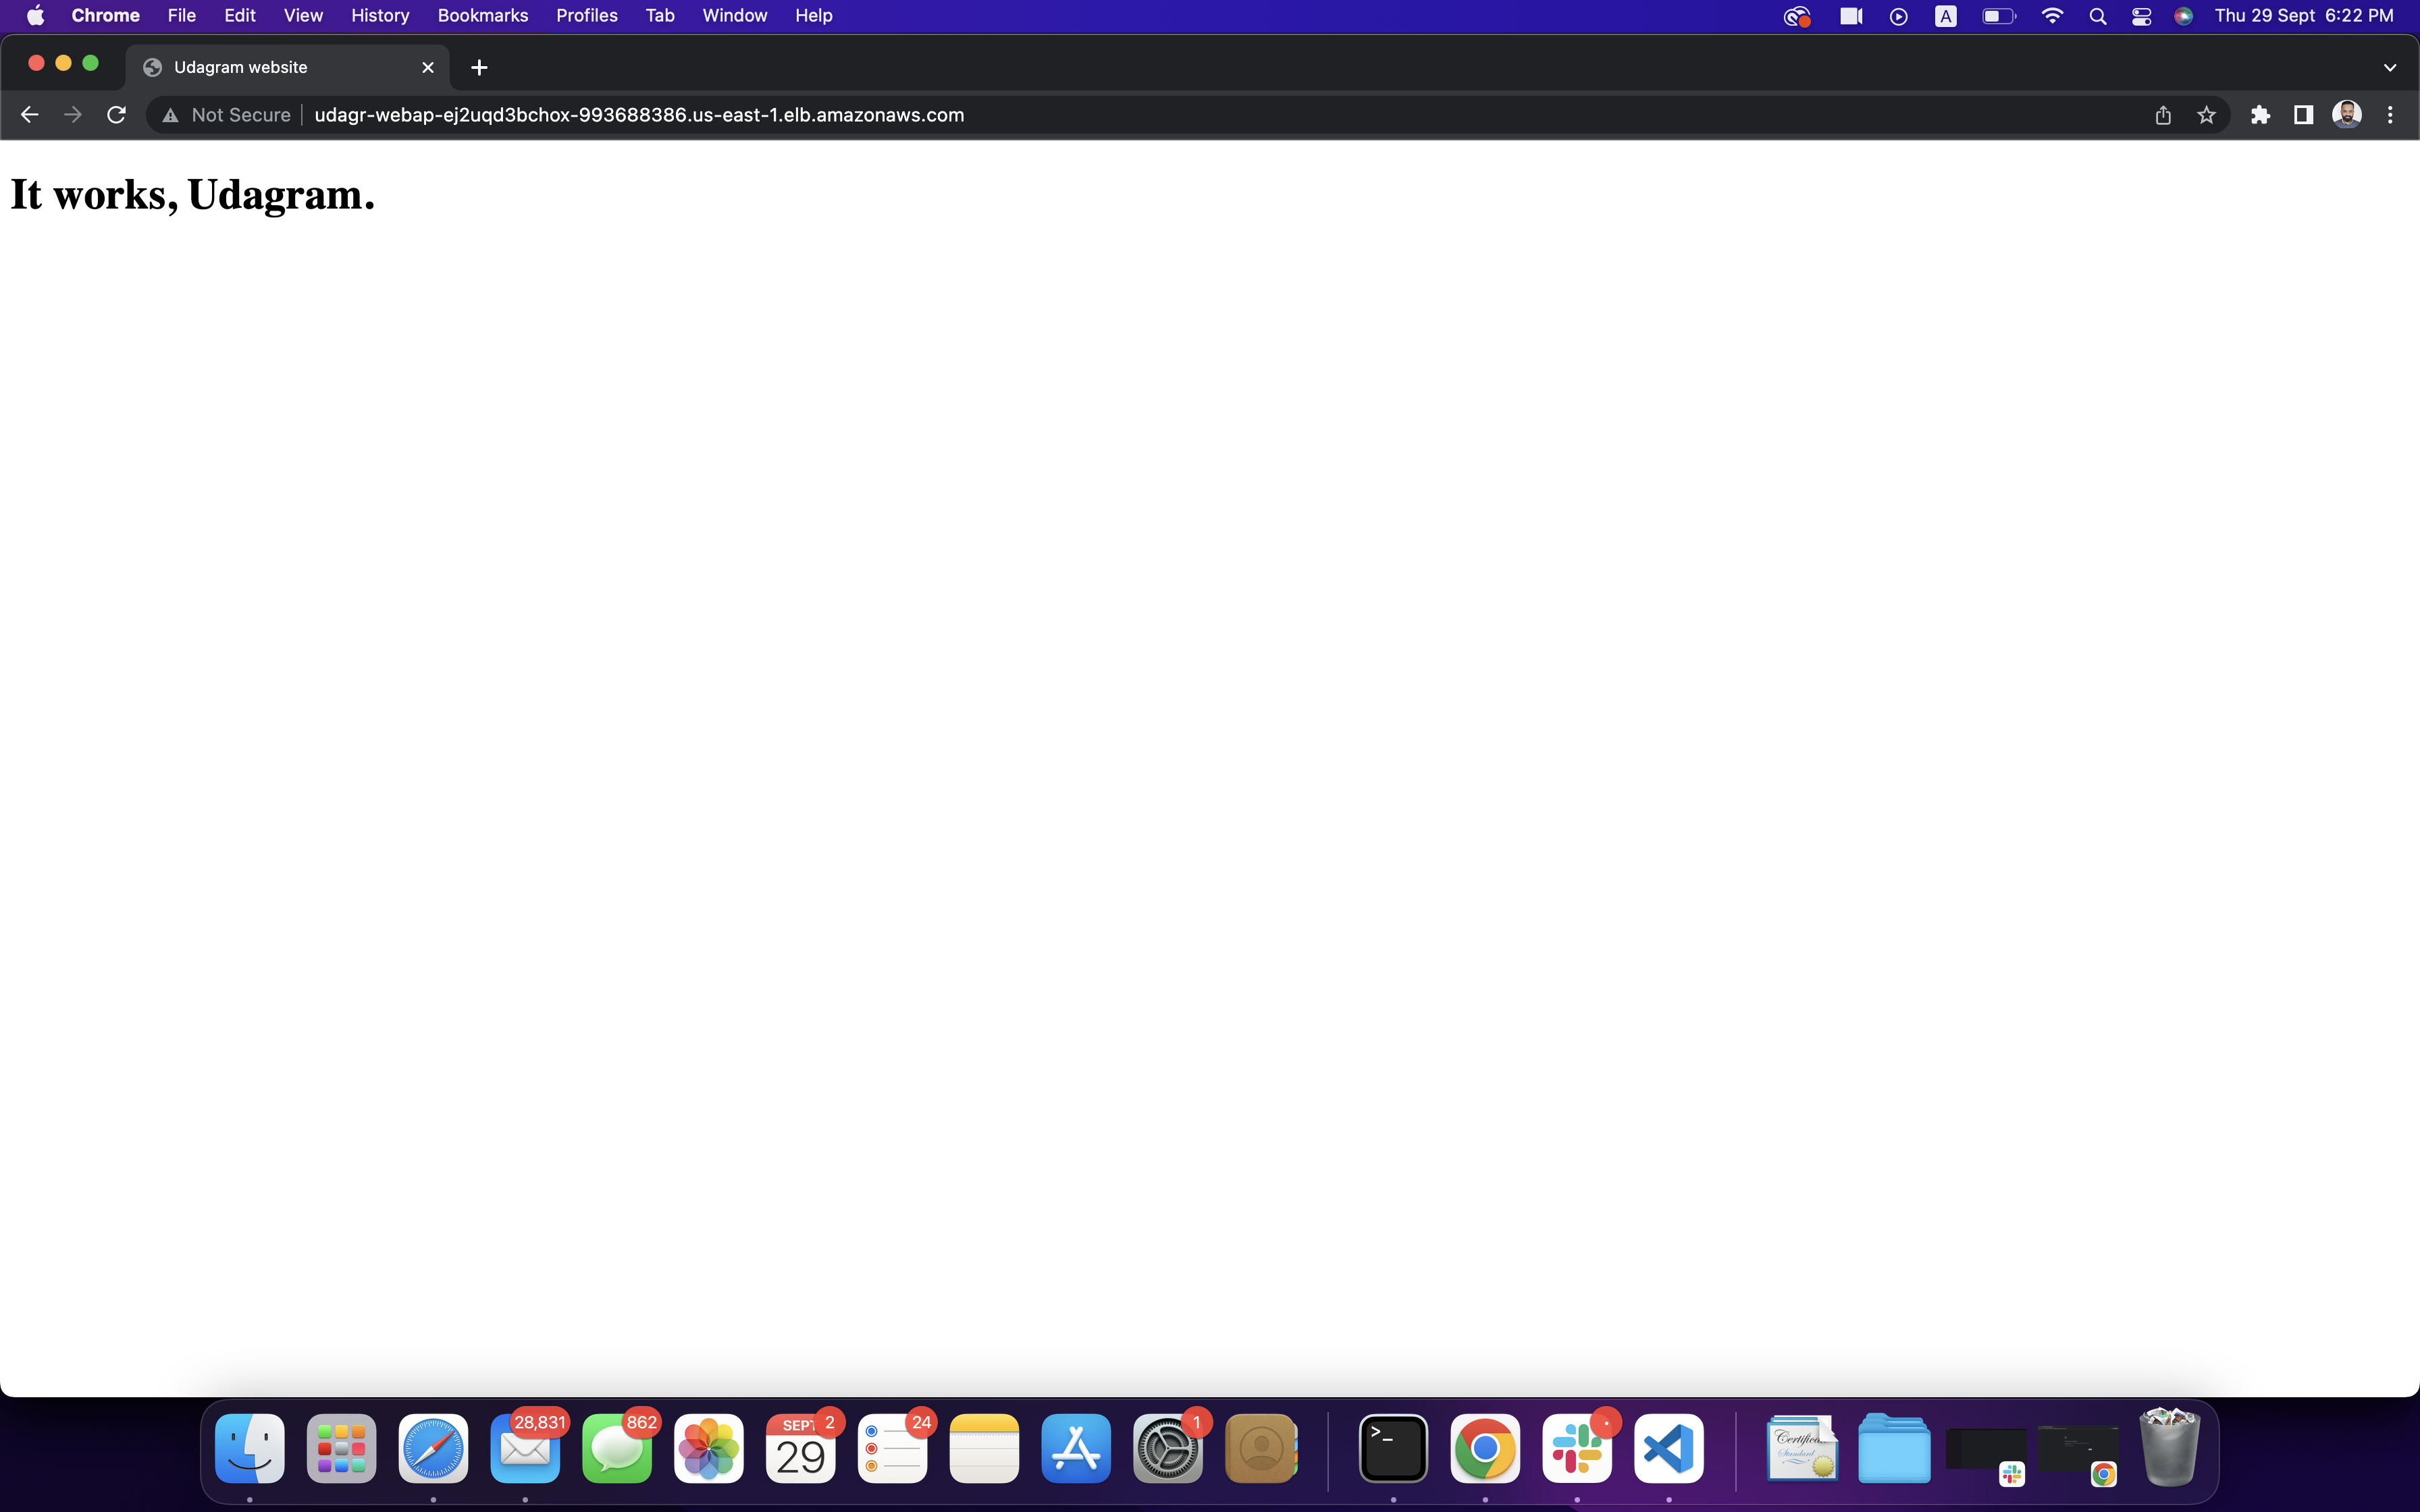 Chrome File Edit View History Bookmarks Profiles Tab Window Help A Thu 29 Sept 6:22 PM
Udagram website
Not Secure udagr-webap-ej2uqd3bchox-993688386.us-east-1.elb.amazonaws.com
It works, Udagram.
28,831 862 SEPT 2 24 1
29 >_ Standard